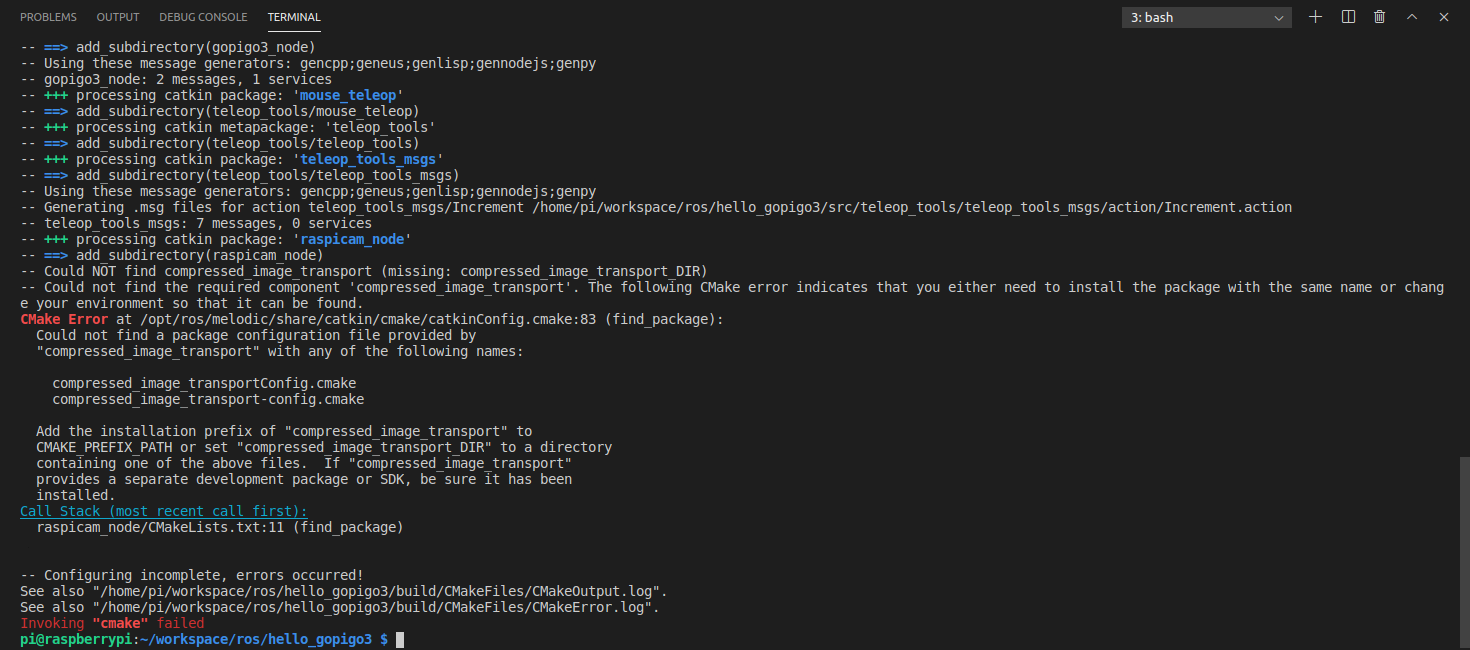 PROBLEMS OUTPUT DEBUG CONSOLE TERMINAL 3: bash
-- ==> add_subdirectory(gopigo3_node)
-- Using these message generators: gencpp;geneus;genlisp;gennodejs;genpy
-- gopigo3_node: 2 messages, 1 services
-- +++ processing catkin package: 'mouse_teleop'
-- ==> add_subdirectory(teleop_tools/mouse_teleop)
-- +++ processing catkin metapackage: 'teleop_tools'
-- ==> add_subdirectory(teleop_tools/teleop_tools)
-- +++ processing catkin package: 'teleop_tools_msgs'
-- ==> add_subdirectory(teleop_tools/teleop_tools_msgs)
-- Using these message generators: gencpp;geneus;genlisp;gennodejs;genpy
-- Generating .msg files for action teleop_tools_msgs/Increment /home/pi/workspace/ros/hello_gopigo3/src/teleop_tools/teleop_tools_msgs/action/Increment.action
-- teleop_tools_msgs: 7 messages, 0 services
-- +++ processing catkin package: 'raspicam_node'
-- ==> add_subdirectory(raspicam_node)
-- Could NOT find compressed_image_transport (missing: compressed_image_transport_DIR)
-- Could not find the required component 'compressed_image_transport'. The following CMake error indicates that you either need to install the package with the same name or chang
e your environment so that it can be found.
CMake Error at /opt/ros/melodic/share/catkin/cmake/catkinConfig.cmake:83 (find_package):
  Could not find a package configuration file provided by
  "compressed_image_transport" with any of the following names:

    compressed_image_transportConfig.cmake
    compressed_image_transport-config.cmake

  Add the installation prefix of "compressed_image_transport" to
  CMAKE_PREFIX_PATH or set "compressed_image_transport_DIR" to a directory
  containing one of the above files.  If "compressed_image_transport"
  provides a separate development package or SDK, be sure it has been
  installed.
Call Stack (most recent call first):
  raspicam_node/CMakeLists.txt:11 (find_package)

-- Configuring incomplete, errors occurred!
See also "/home/pi/workspace/ros/hello_gopigo3/build/CMakeFiles/CMakeOutput.log".
See also "/home/pi/workspace/ros/hello_gopigo3/build/CMakeFiles/CMakeError.log".
Invoking "cmake" failed
pi@raspberrypi:~/workspace/ros/hello_gopigo3 $